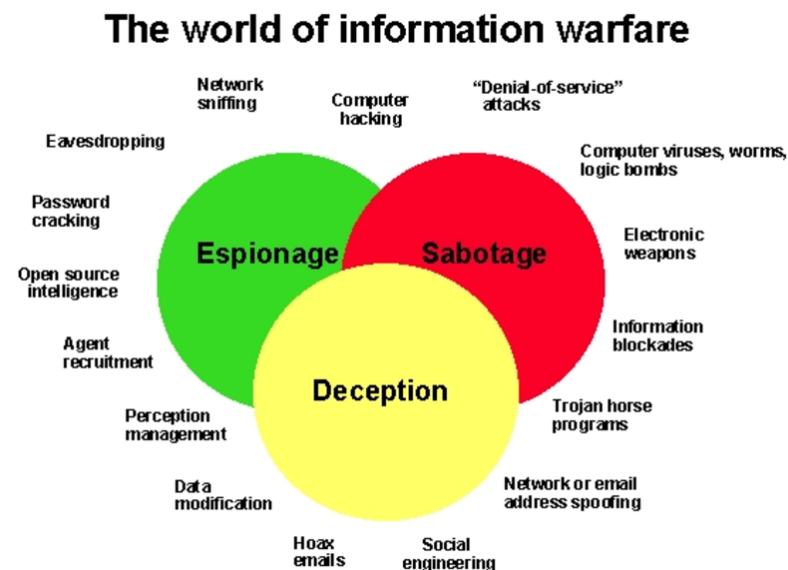 The world of information warfare
Network
sniffing
Computer
hacking
“Denial-of-service”
attacks
Eavesdropping
Computer viruses, worms,
logic bombs
Password
cracking
Electronic
weapons
Espionage
Sabotage
Open source
intelligence
Information
blockades
Agent
recruitment
Deception
Trojan horse
programs
Perception
management
Data
modification
Network or email
address spoofing
Hoax
emails
Social
engineering